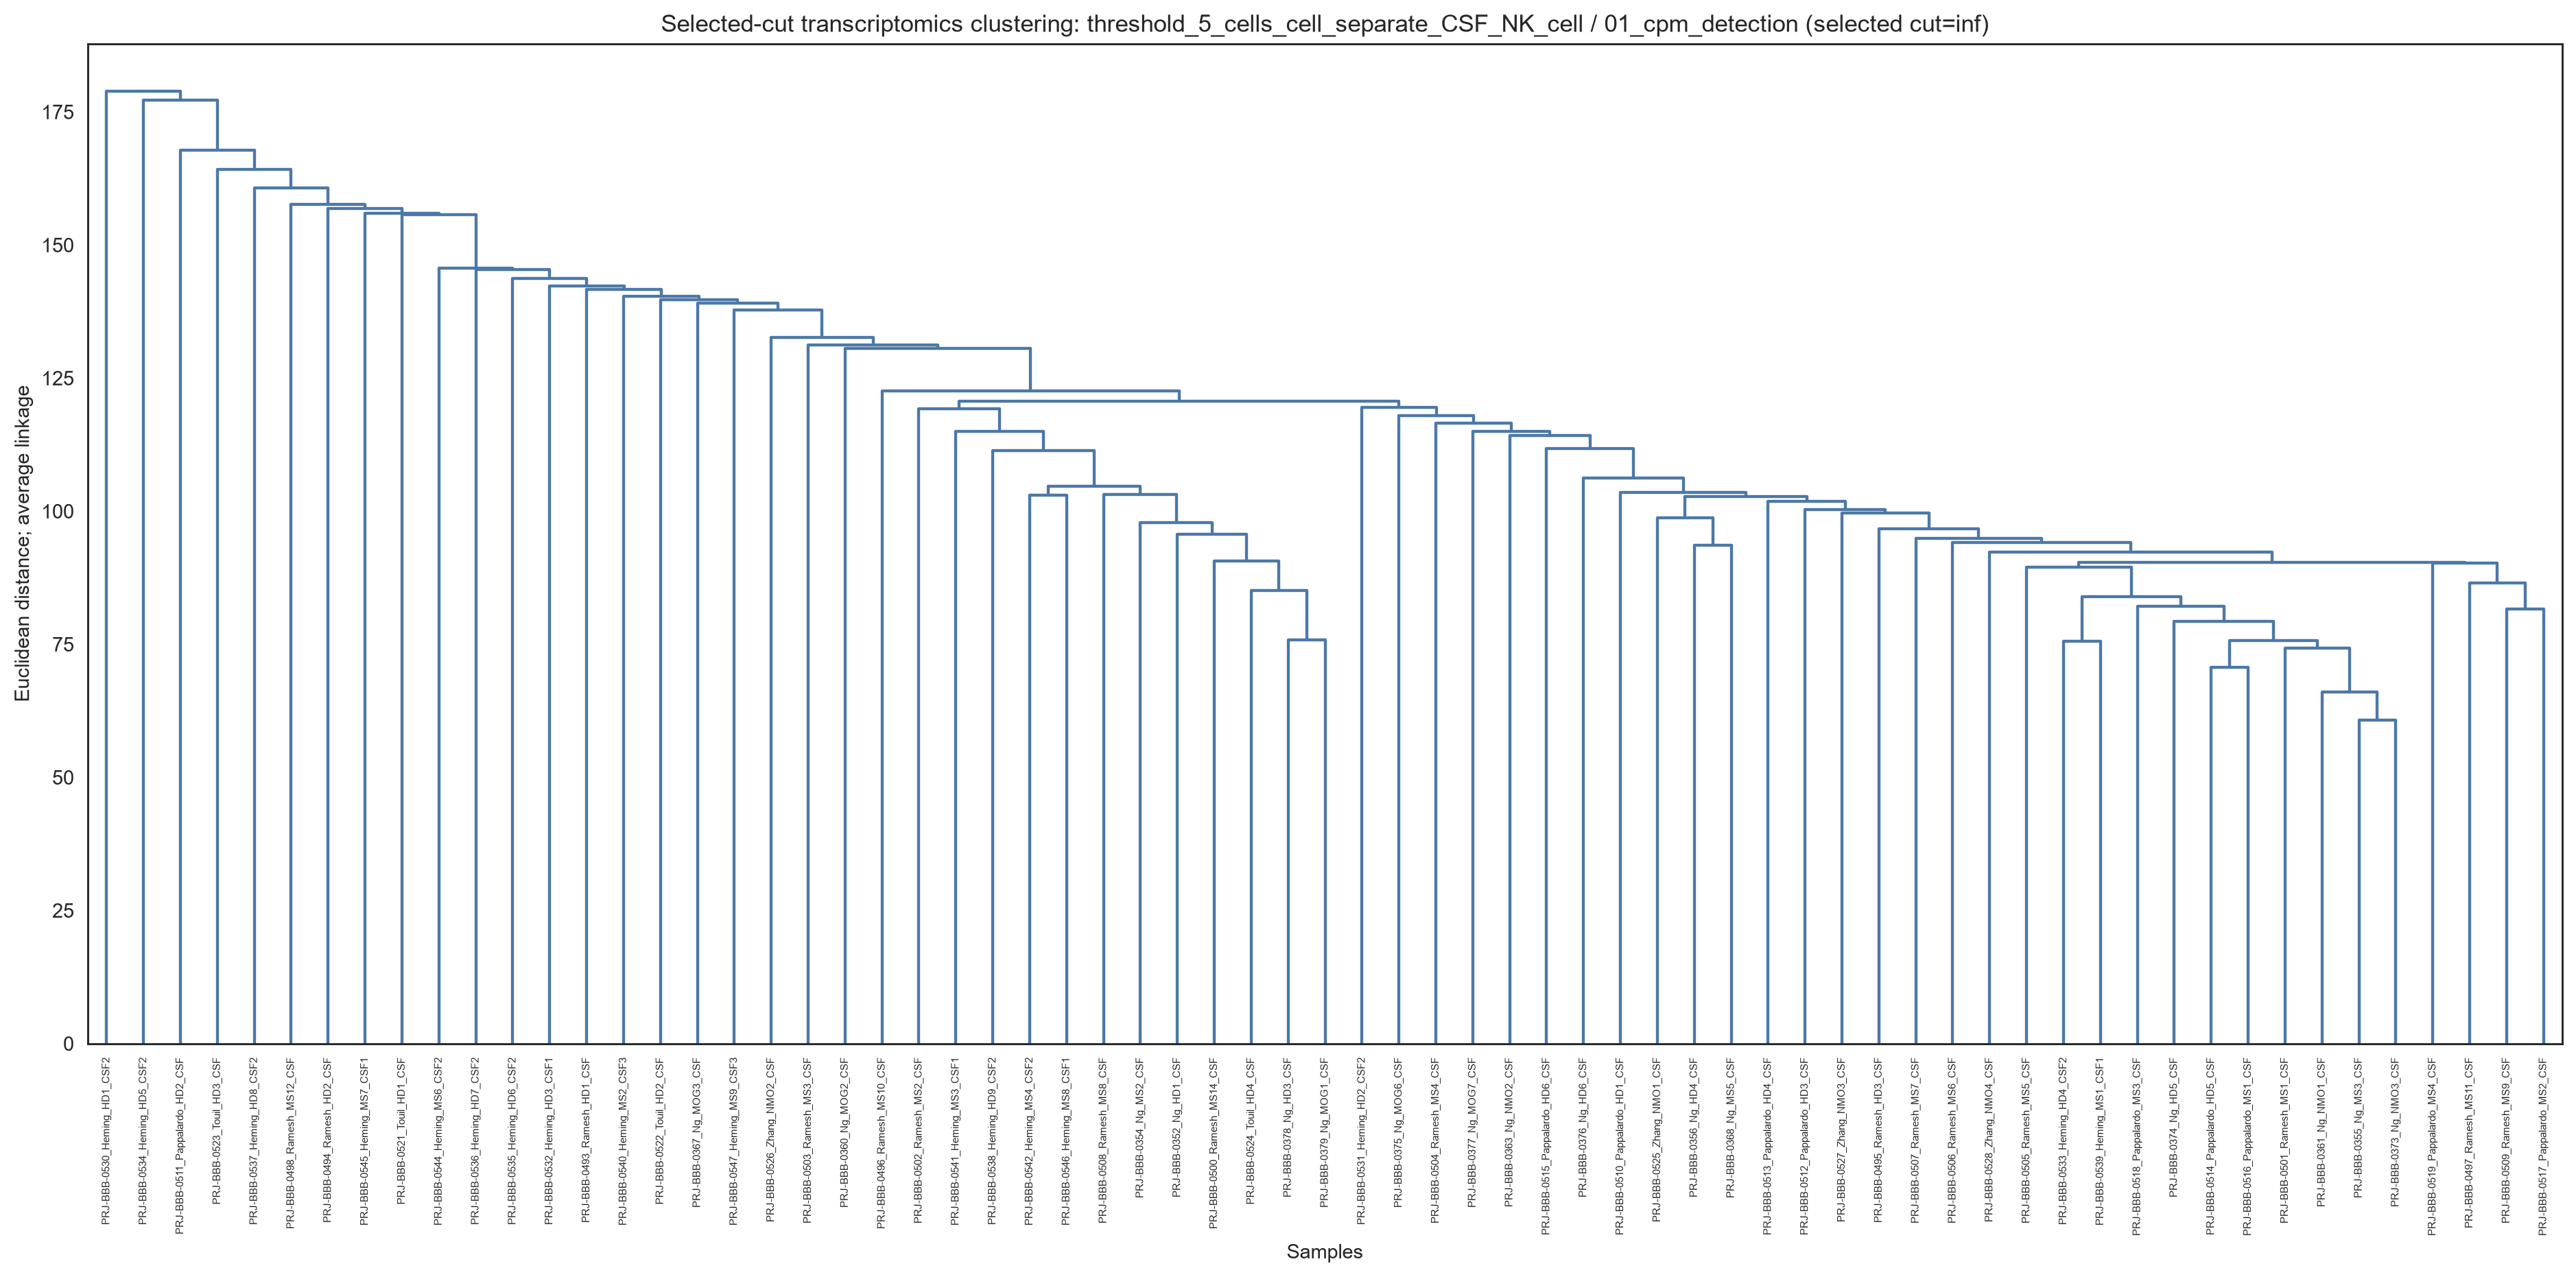 Selected-cut transcriptomics clustering: threshold_5_cells_cell_separate_CSF_NK_cell / 01_cpm_detection (selected cut=inf)
Euclidean distance; average linkage
175
150
125
100
75
50
25
0
PRJ-BBB-0530_Heming_HD1_CSF2
PRJ-BBB-0534_Heming_HD5_CSF2
PRJ-BBB-0511_Pappalardo_HD2_CSF
PRJ-BBB-0523_Touil_HD3_CSF
PRJ-BBB-0537_Heming_HD8_CSF2
PRJ-BBB-0498_Ramesh_MS12_CSF
PRJ-BBB-0494_Ramesh_HD2_CSF
PRJ-BBB-0545_Heming_MS7_CSF1
PRJ-BBB-0521_Touil_HD1_CSF
PRJ-BBB-0544_Heming_MS6_CSF2
PRJ-BBB-0536_Heming_HD7_CSF2
PRJ-BBB-0535_Heming_HD6_CSF2
PRJ-BBB-0532_Heming_HD3_CSF1
PRJ-BBB-0493_Ramesh_HD1_CSF
PRJ-BBB-0540_Heming_MS2_CSF3
PRJ-BBB-0522_Touil_HD2_CSF
PRJ-BBB-0367_Ng_MOG3_CSF
PRJ-BBB-0547_Heming_MS9_CSF3
PRJ-BBB-0526_Zhang_NMO2_CSF
PRJ-BBB-0503_Ramesh_MS3_CSF
PRJ-BBB-0360_Ng_MOG2_CSF
PRJ-BBB-0496_Ramesh_MS10_CSF
PRJ-BBB-0502_Ramesh_MS2_CSF
PRJ-BBB-0541_Heming_MS3_CSF1
PRJ-BBB-0538_Heming_HD9_CSF2
PRJ-BBB-0542_Heming_MS4_CSF2
PRJ-BBB-0546_Heming_MS8_CSF1
PRJ-BBB-0508_Ramesh_MS8_CSF
PRJ-BBB-0354_Ng_MS2_CSF
PRJ-BBB-0352_Ng_HD1_CSF
PRJ-BBB-0500_Ramesh_MS14_CSF
PRJ-BBB-0524_Touil_HD4_CSF
PRJ-BBB-0378_Ng_HD3_CSF
PRJ-BBB-0379_Ng_MOG1_CSF
PRJ-BBB-0531_Heming_HD2_CSF2
PRJ-BBB-0375_Ng_MOG6_CSF
PRJ-BBB-0504_Ramesh_MS4_CSF
PRJ-BBB-0377_Ng_MOG7_CSF
PRJ-BBB-0363_Ng_NMO2_CSF
PRJ-BBB-0515_Pappalardo_HD6_CSF
PRJ-BBB-0376_Ng_HD6_CSF
PRJ-BBB-0510_Pappalardo_HD1_CSF
PRJ-BBB-0525_Zhang_NMO1_CSF
PRJ-BBB-0356_Ng_HD4_CSF
PRJ-BBB-0368_Ng_MS5_CSF
PRJ-BBB-0513_Pappalardo_HD4_CSF
PRJ-BBB-0512_Pappalardo_HD3_CSF
PRJ-BBB-0527_Zhang_NMO3_CSF
PRJ-BBB-0495_Ramesh_HD3_CSF
PRJ-BBB-0507_Ramesh_MS7_CSF
PRJ-BBB-0506_Ramesh_MS6_CSF
PRJ-BBB-0528_Zhang_NMO4_CSF
PRJ-BBB-0505_Ramesh_MS5_CSF
PRJ-BBB-0533_Heming_HD4_CSF2
PRJ-BBB-0539_Heming_MS1_CSF1
PRJ-BBB-0518_Pappalardo_MS3_CSF
PRJ-BBB-0374_Ng_HD5_CSF
PRJ-BBB-0514_Pappalardo_HD5_CSF
PRJ-BBB-0516_Pappalardo_MS1_CSF
PRJ-BBB-0501_Ramesh_MS1_CSF
PRJ-BBB-0361_Ng_NMO1_CSF
PRJ-BBB-0355_Ng_MS3_CSF
PRJ-BBB-0373_Ng_NMO3_CSF
PRJ-BBB-0519_Pappalardo_MS4_CSF
PRJ-BBB-0497_Ramesh_MS11_CSF
PRJ-BBB-0509_Ramesh_MS9_CSF
PRJ-BBB-0517_Pappalardo_MS2_CSF
Samples